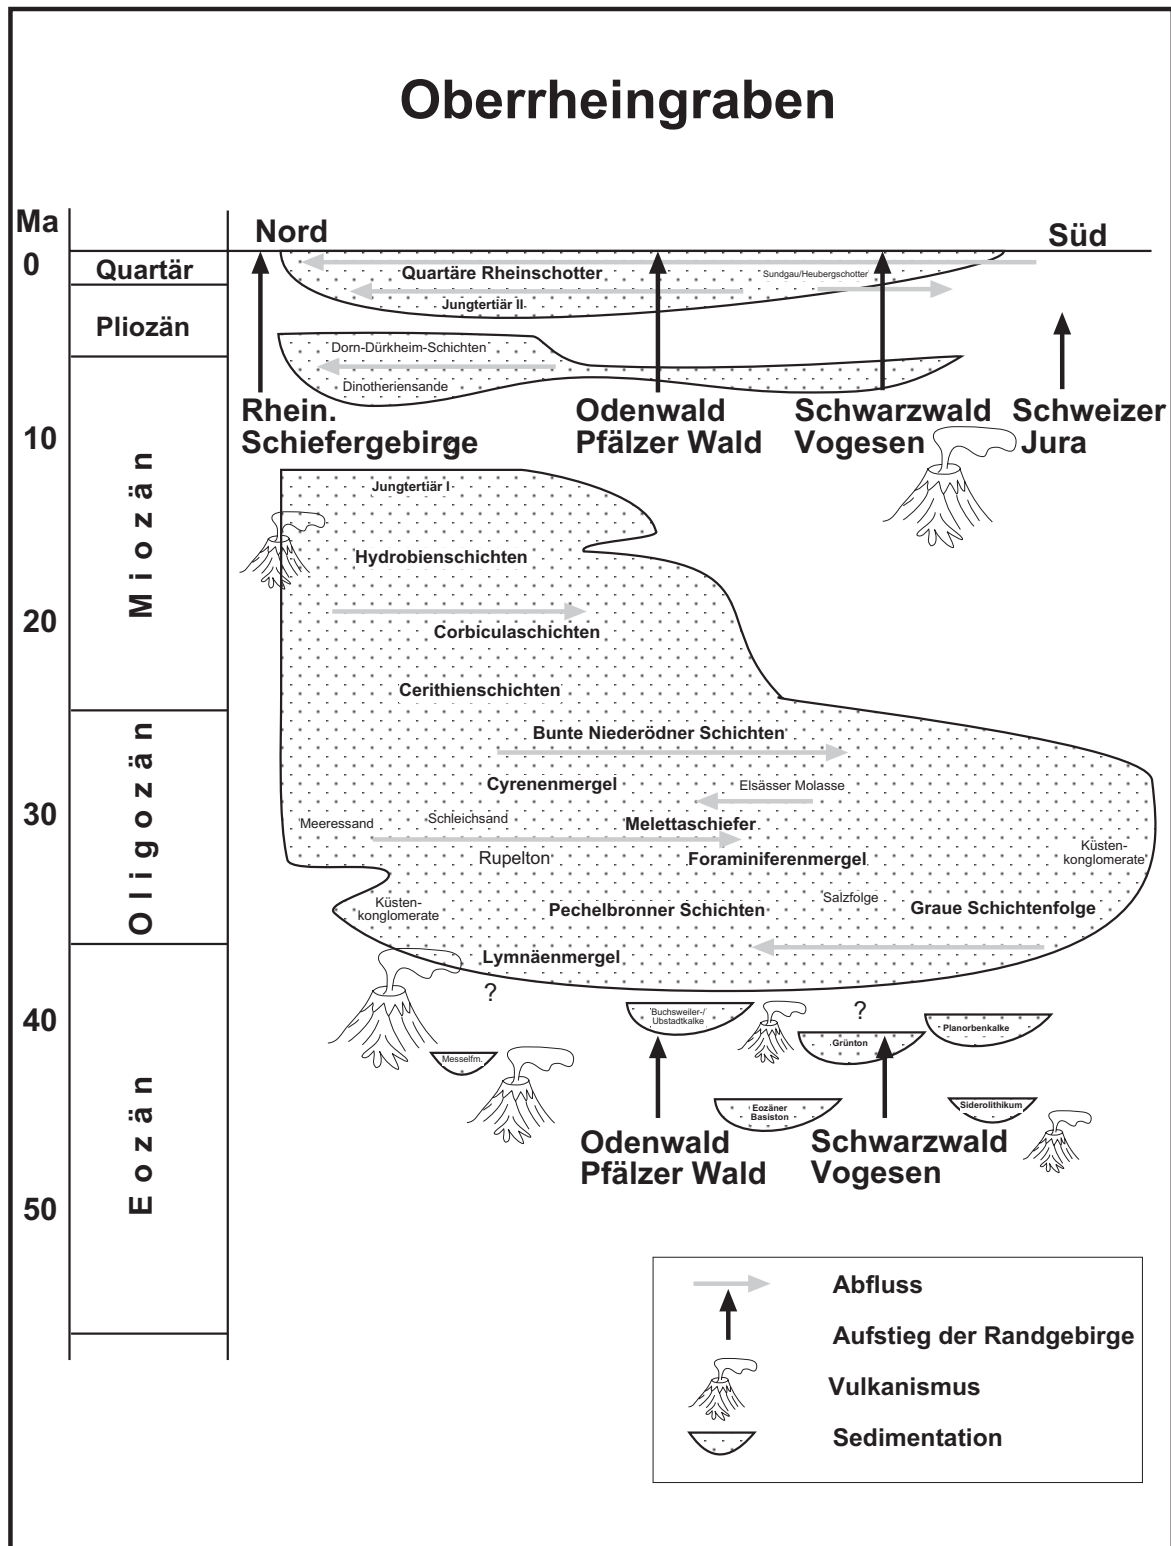 Oberrheingraben
Ma
Nord
Süd
0
Quartär
Quartäre Rheinschotter
Sundgau/Heubergschotter
Jungtertiär II
Pliozän
Dorn-Dürkheim-Schichten
Dinotheriensande
Rhein.
Schiefergebirge
Odenwald
Pfälzer Wald
Schwarzwald
Vogesen
Schweizer
Jura
10
Miozän
Jungtertiär I
Hydrobienschichten
20
Corbiculaschichten
Cerithienschichten
Oligozän
Bunte Niederödner Schichten
Cyrenenmergel
Elsässer Molasse
30
Meeressand
Schleichsand
Melettaschiefer
Rupelton
Foraminiferenmergel
Küsten-
konglomerate
Küsten-
konglomerate
Pechelbronner Schichten
Salzfolge
Graue Schichtenfolge
Lymnäenmergel
?
40
Buchsweiler-/
Ubstadtkalke
?
Planorbenkalke
Grünton
Messelfm.
Eozän
Eozäner
Basiston
Siderolithikum
Odenwald
Pfälzer Wald
Schwarzwald
Vogesen
50
Abfluss
Aufstieg der Randgebirge
Vulkanismus
Sedimentation